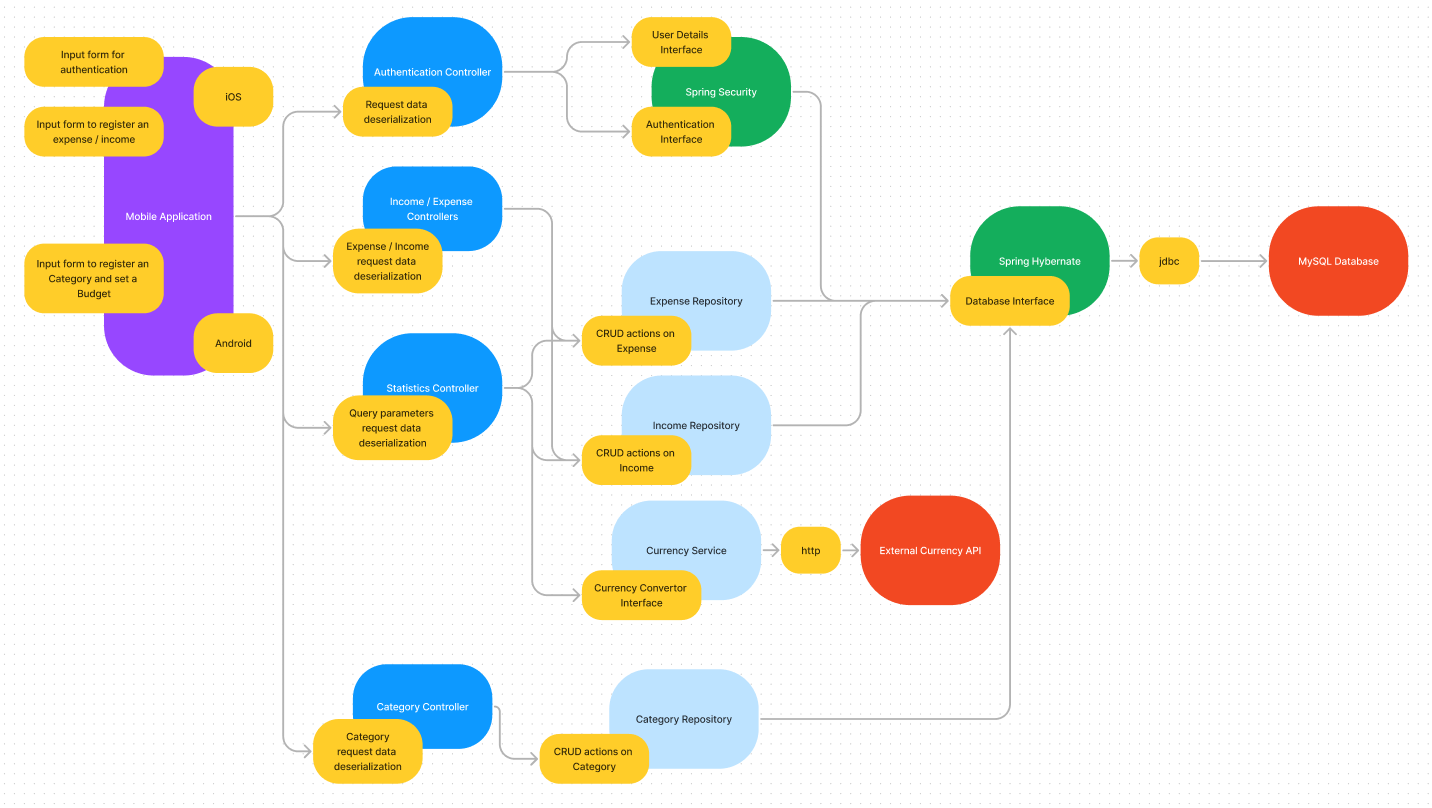 Input form for
authentication
iOS
Input form to register an
expense / income
Mobile Application
Input form to register an
Category and set a
Budget
Android
Authentication Controller
Request data
deserialization
Income / Expense
Controllers
Expense / Income
request data
deserialization
Statistics Controller
Query parameters
request data
deserialization
Category Controller
Category
request data
deserialization
User Details
Interface
Spring Security
Authentication
Interface
Expense Repository
CRUD actions on
Expense
Income Repository
CRUD actions on
Income
Currency Service
Currency Convertor
Interface
http
External Currency API
Category Repository
CRUD actions on
Category
Spring Hybernate
Database Interface
jdbc
MySQL Database